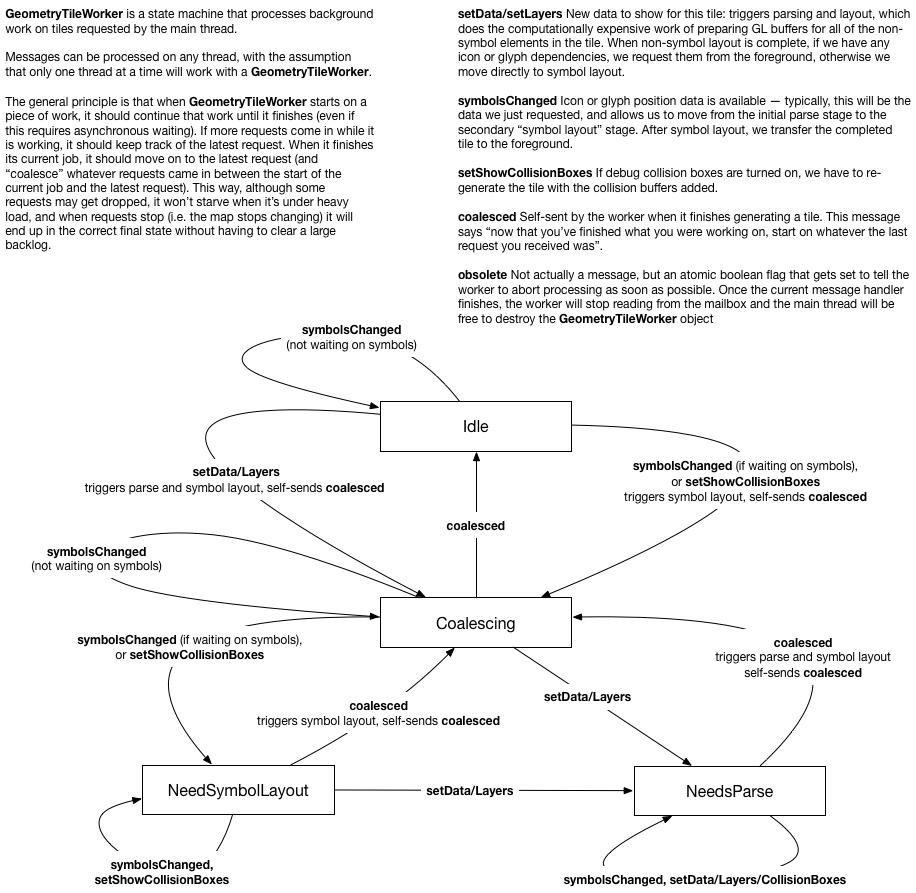 GeometryTileWorker is a state machine that processes background
work on tiles requested by the main thread.
Messages can be processed on any thread, with the assumption
that only one thread at a time will work with a GeometryTileWorker.
The general principle is that when GeometryTileWorker starts on a
piece of work, it should continue that work until it finishes (even if
this requires asynchronous waiting). If more requests come in while it
is working, it should keep track of the latest request. When it finishes
its current job, it should move on to the latest request (and
“coalesce” whatever requests came in between the start of the
current job and the latest request). This way, although some
requests may get dropped, it won’t starve when it’s under heavy
load, and when requests stop (i.e. the map stops changing) it will
end up in the correct final state without having to clear a large
backlog.
setData/setLayers New data to show for this tile: triggers parsing and layout, which
does the computationally expensive work of preparing GL buffers for all of the non-
symbol elements in the tile. When non-symbol layout is complete, if we have any
icon or glyph dependencies, we request them from the foreground, otherwise we
move directly to symbol layout.
symbolsChanged Icon or glyph position data is available — typically, this will be the
data we just requested, and allows us to move from the initial parse stage to the
secondary “symbol layout” stage. After symbol layout, we transfer the completed
tile to the foreground.
setShowCollisionBoxes If debug collision boxes are turned on, we have to re-
generate the tile with the collision buffers added.
coalesced Self-sent by the worker when it finishes generating a tile. This message
says “now that you’ve finished what you were working on, start on whatever the last
request you received was”.
obsolete Not actually a message, but an atomic boolean flag that gets set to tell the
worker to abort processing as soon as possible. Once the current message handler
finishes, the worker will stop reading from the mailbox and the main thread will be
free to destroy the GeometryTileWorker object
symbolsChanged
(not waiting on symbols)
Idle
setData/Layers
triggers parse and symbol layout, self-sends coalesced
symbolsChanged (if waiting on symbols),
or setShowCollisionBoxes
triggers symbol layout, self-sends coalesced
coalesced
symbolsChanged
(not waiting on symbols)
Coalescing
symbolsChanged (if waiting on symbols),
or setShowCollisionBoxes
coalesced
triggers parse and symbol layout
self-sends coalesced
setData/Layers
coalesced
triggers symbol layout, self-sends coalesced
NeedSymbolLayout
setData/Layers
NeedsParse
symbolsChanged,
setShowCollisionBoxes
symbolsChanged, setData/Layers/CollisionBoxes